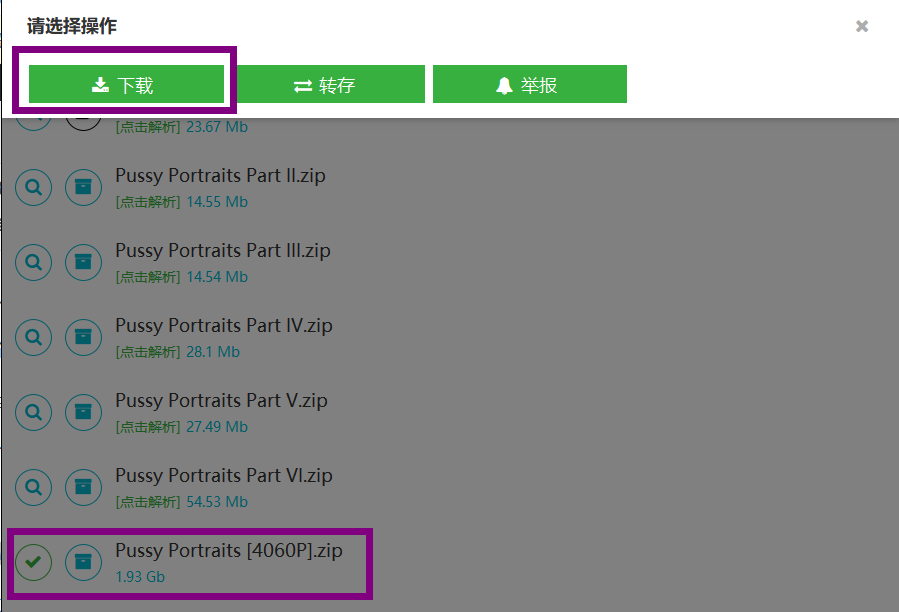 请选择操作
×
下载 转存 举报
[点击解析] 23.67 Mb
Pussy Portraits Part II.zip
[点击解析] 14.55 Mb
Pussy Portraits Part III.zip
[点击解析] 14.54 Mb
Pussy Portraits Part IV.zip
[点击解析] 28.1 Mb
Pussy Portraits Part V.zip
[点击解析] 27.49 Mb
Pussy Portraits Part VI.zip
[点击解析] 54.53 Mb
Pussy Portraits [4060P].zip
1.93 Gb